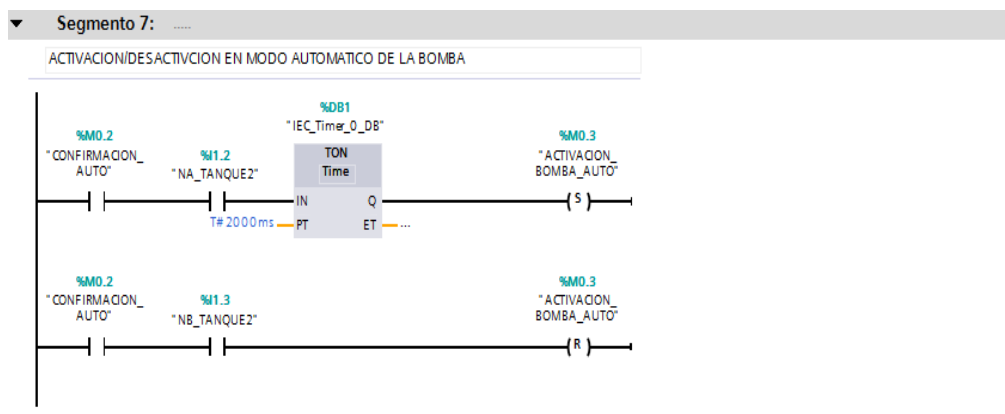 Segmento 7: .....
ACTIVACION/DESACTIVCION EN MODO AUTOMATICO DE LA BOMBA
%DB1
"IEC_Timer_0_DB"
%M0.2
"CONFIRMACION_
AUTO"
%I1.2
"NA_TANQUE2"
TON
Time
%M0.3
"ACTIVACION_
BOMBA_AUTO"
IN
Q
S
T#2000ms
PT
ET
...
%M0.2
"CONFIRMACION_
AUTO"
%I1.3
"NB_TANQUE2"
%M0.3
"ACTIVACION_
BOMBA_AUTO"
R